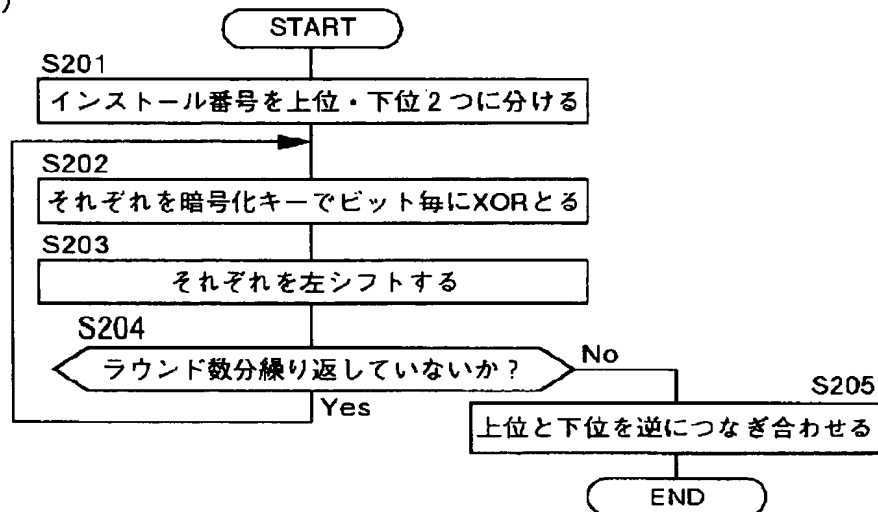 )
START
S201
インストール番号を上位・下位2つに分ける
S202
それぞれを暗号化キーでビット毎にXORとる
S203
それぞれを左シフトする
S204
ラウンド数分繰り返していないか?
No
Yes
S205
上位と下位を逆につなぎ合わせる
END